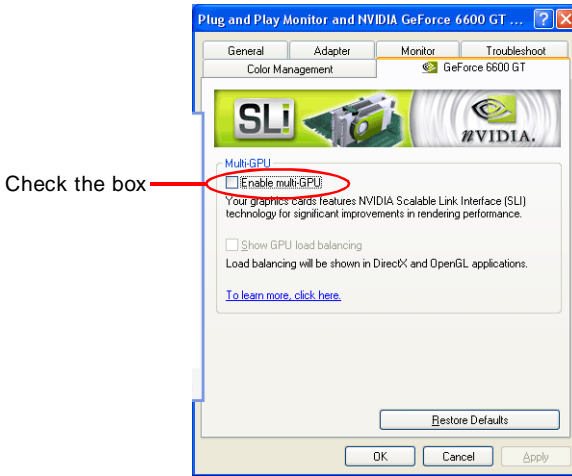 Plug and Play Monitor and NVIDIA GeForce 6600 GT ...
General Adapter Monitor Troubleshoot
Color Management GeForce 6600 GT
SLi nVIDIA.
Multi-GPU
Check the box
Enable multi-GPU
Your graphics cards features NVIDIA Scalable Link Interface (SLI)
technology for significant improvements in rendering performance.
Show GPU load balancing
Load balancing will be shown in DirectX and OpenGL applications.
To learn more, click here.
Restore Defaults
OK Cancel Apply